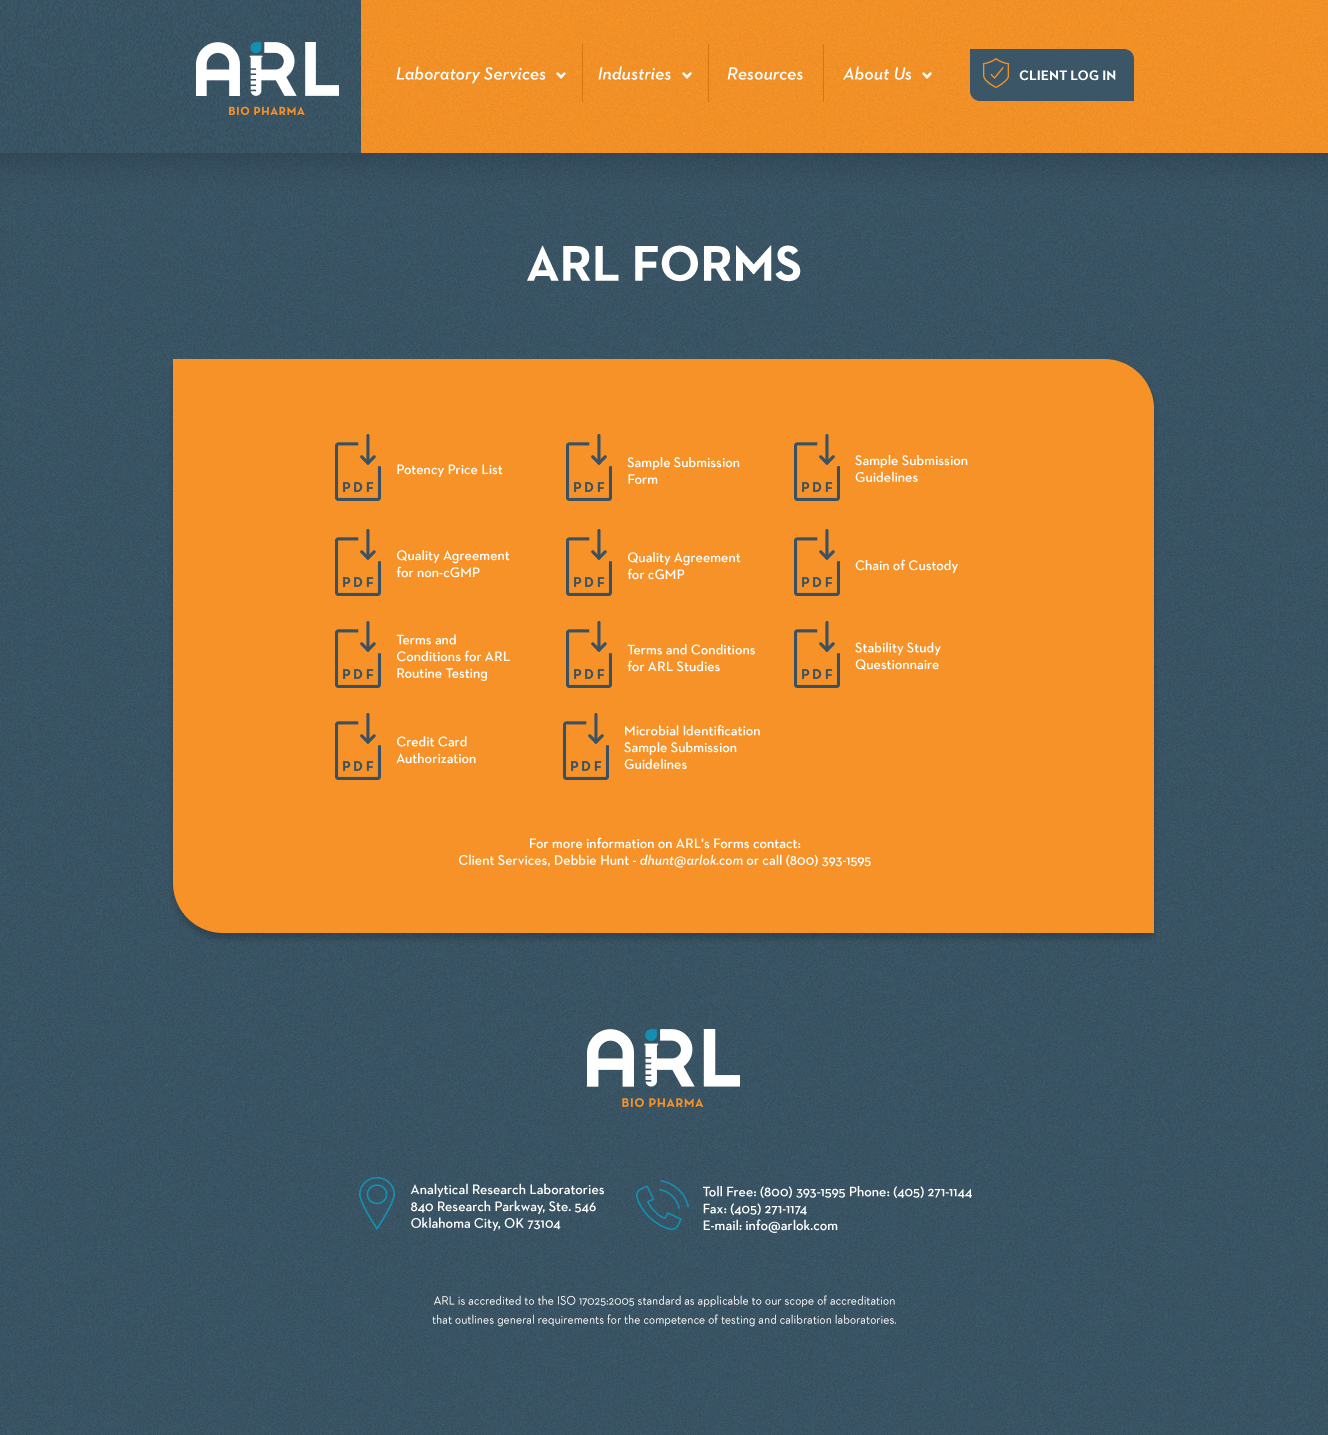 ARL
BIO PHARMA
Laboratory Services
Industries
Resources
About Us
CLIENT LOG IN
ARL FORMS
PDF
Potency Price List
PDF
Sample Submission
Form
PDF
Sample Submission
Guidelines
PDF
Quality Agreement
for non-cGMP
PDF
Quality Agreement
for cGMP
PDF
Chain of Custody
PDF
Terms and
Conditions for ARL
Routine Testing
PDF
Terms and Conditions
for ARL Studies
PDF
Stability Study
Questionnaire
PDF
Credit Card
Authorization
PDF
Microbial Identification
Sample Submission
Guidelines
For more information on ARL's Forms contact:
Client Services, Debbie Hunt - dhunt@arlok.com or call (800) 393-1595
ARL
BIO PHARMA
Analytical Research Laboratories
840 Research Parkway, Ste. 546
Oklahoma City, OK 73104
Toll Free: (800) 393-1595 Phone: (405) 271-1144
Fax: (405) 271-1174
E-mail: info@arlok.com
ARL is accredited to the ISO 17025:2005 standard as applicable to our scope of accreditation
that outlines general requirements for the competence of testing and calibration laboratories.